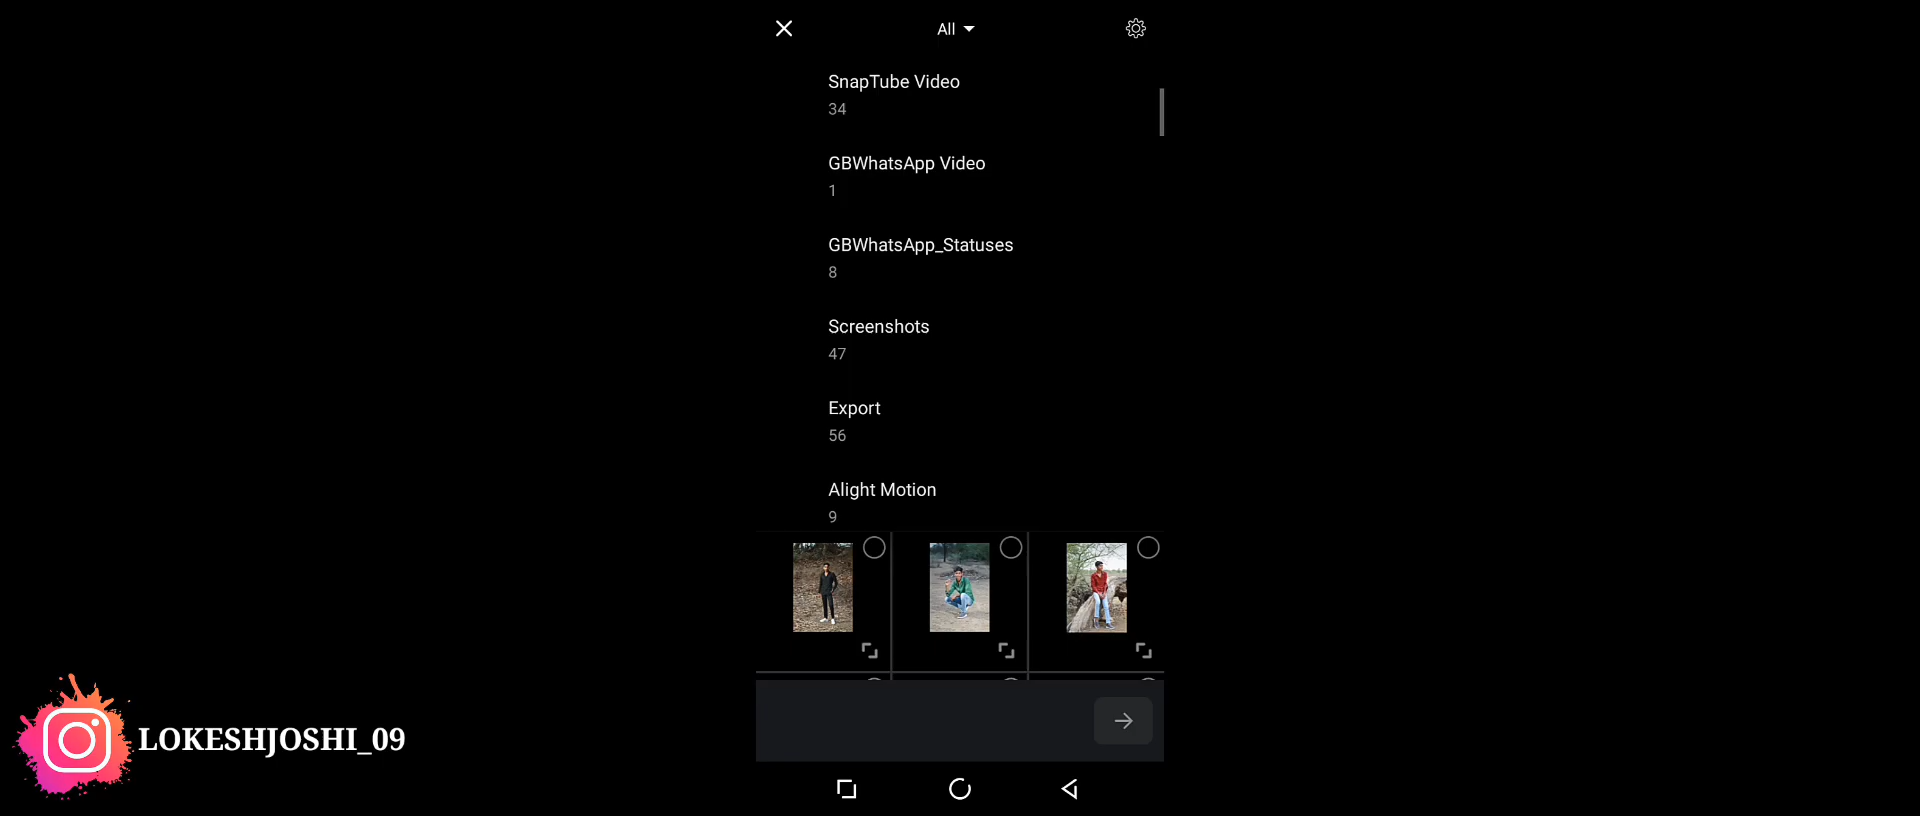 All
SnapTube Video
34
GBWhatsApp Video
1
GBWhatsApp_Statuses
8
Screenshots
47
Export
56
Alight Motion
9
LOKESHJOSHI_09